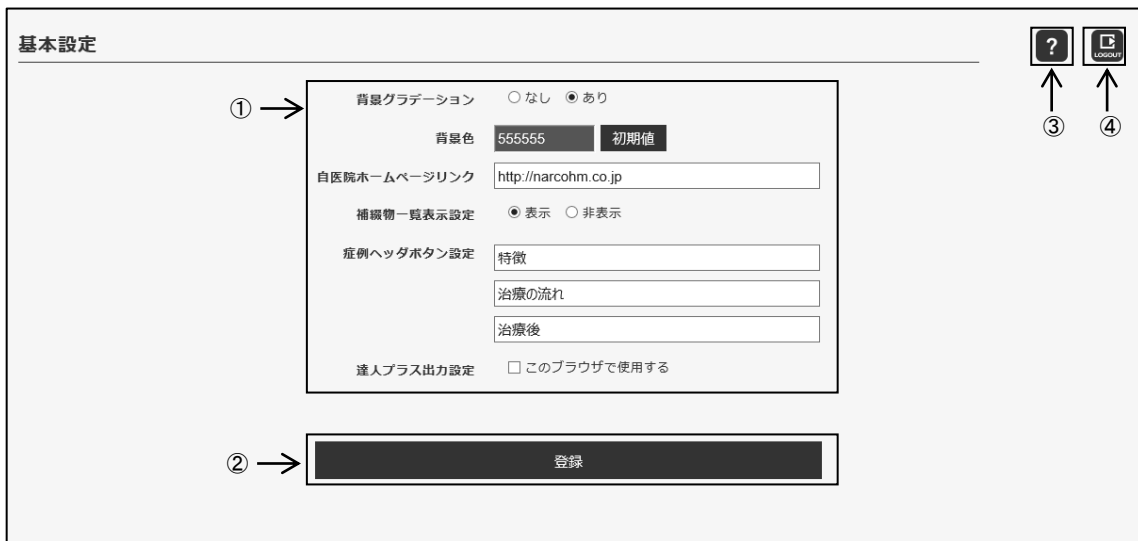 基本設定
?
LOGOUT
① 背景グラデーション なし あり
③ ④
背景色 555555 初期値
自医院ホームページリンク http://narcohm.co.jp
補綴物一覧表示設定 表示 非表示
症例ヘッダボタン設定 特徴
治療の流れ
治療後
達人プラス出力設定 このブラウザで使用する
② 登録